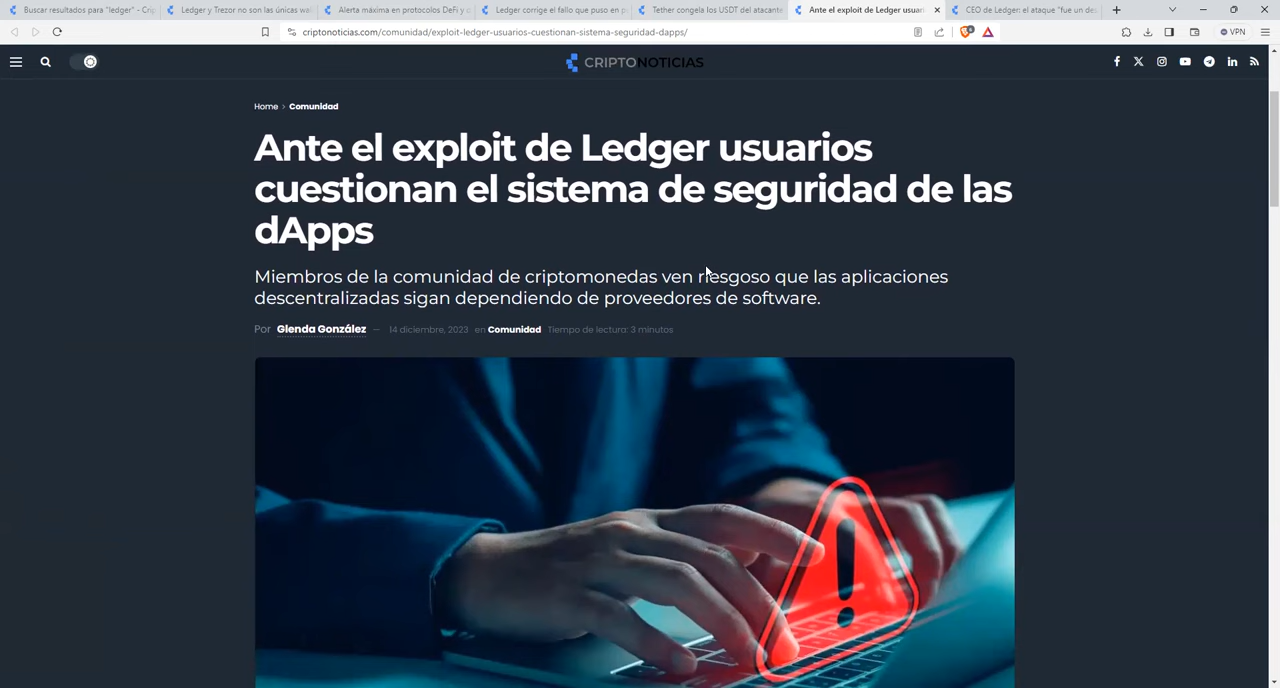 Buscar resultados para "ledger" - Cri
Ledger y Trezor no son las únicas wal
Alerta máxima en protocolos DeFi y o
Ledger corrige el fallo que puso en p
Tether congela los USDT del atacante
Ante el exploit de Ledger usuari
CEO de Ledger: el ataque "fue un des
criptonoticias.com/comunidad/exploit-ledger-usuarios-cuestionan-sistema-seguridad-dapps/
VPN
CRIPTONOTICIAS
Home > Comunidad
Ante el exploit de Ledger usuarios
cuestionan el sistema de seguridad de las
dApps
Miembros de la comunidad de criptomonedas ven riesgoso que las aplicaciones
descentralizadas sigan dependiendo de proveedores de software.
Por Glenda González — 14 diciembre, 2023 en Comunidad Tiempo de lectura: 3 minutos